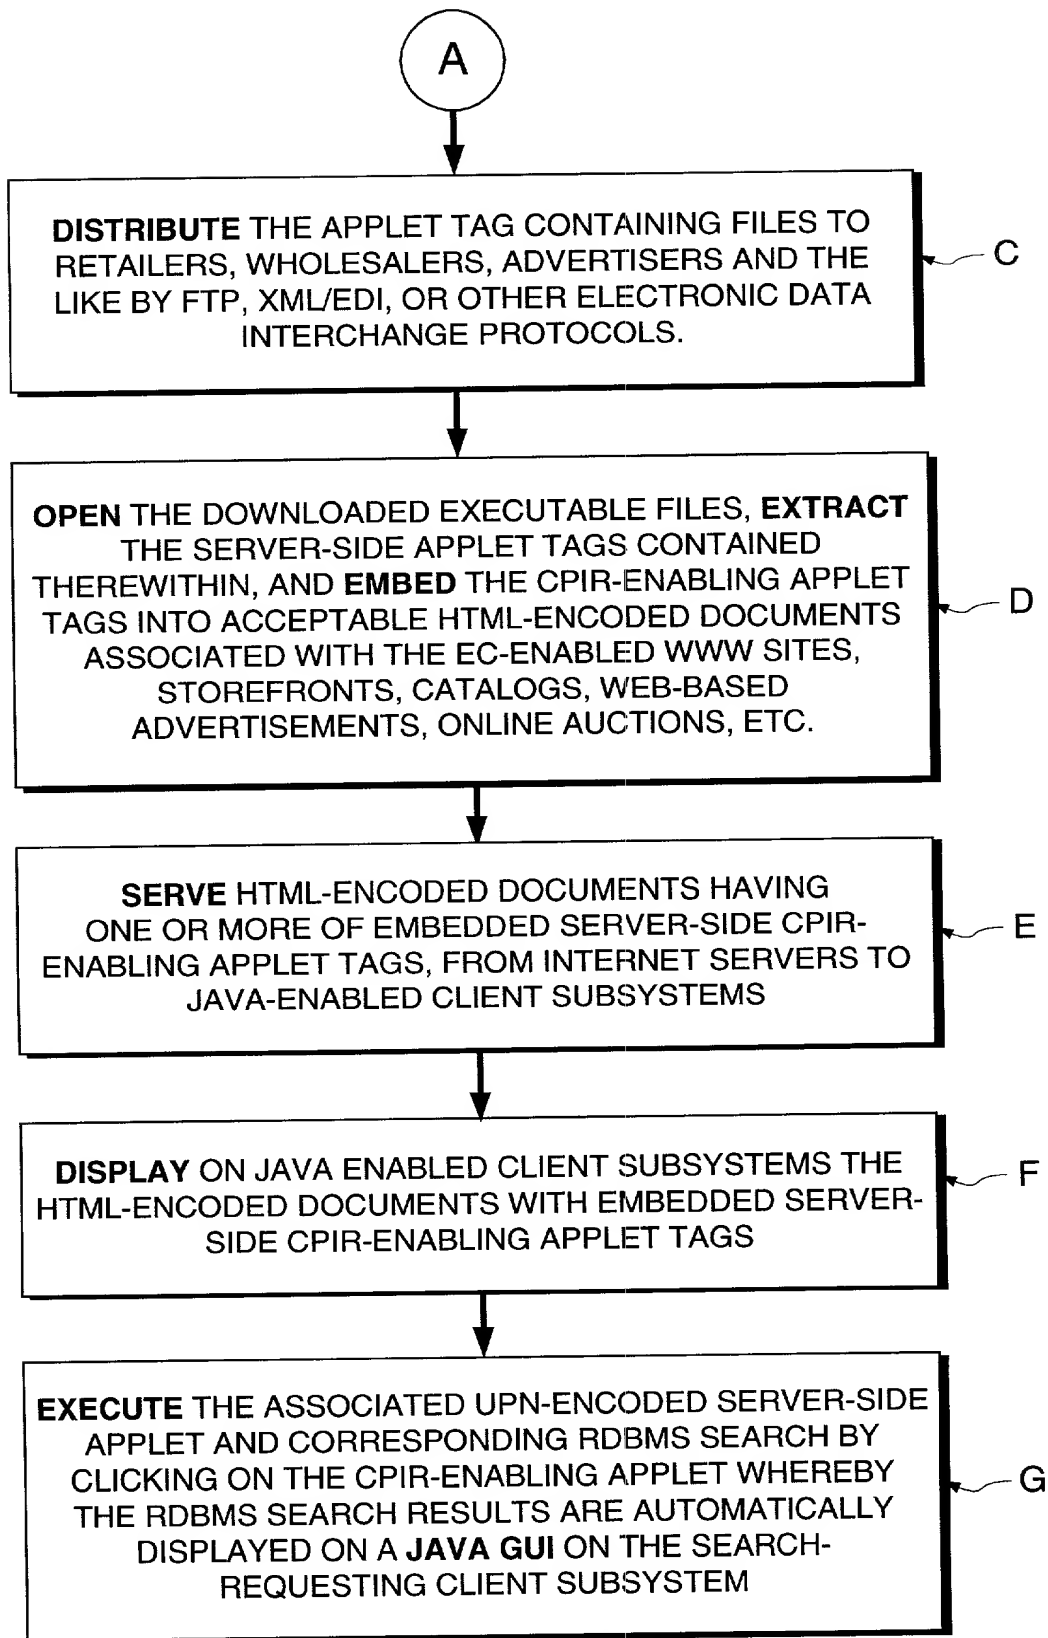 A
DISTRIBUTE THE APPLET TAG CONTAINING FILES TO
RETAILERS, WHOLESALERS, ADVERTISERS AND THE
LIKE BY FTP, XML/EDI, OR OTHER ELECTRONIC DATA
INTERCHANGE PROTOCOLS.
C
OPEN THE DOWNLOADED EXECUTABLE FILES, EXTRACT
THE SERVER-SIDE APPLET TAGS CONTAINED
THEREWITHIN, AND EMBED THE CPIR-ENABLING APPLET
TAGS INTO ACCEPTABLE HTML-ENCODED DOCUMENTS
ASSOCIATED WITH THE EC-ENABLED WWW SITES,
STOREFRONTS, CATALOGS, WEB-BASED
ADVERTISEMENTS, ONLINE AUCTIONS, ETC.
D
SERVE HTML-ENCODED DOCUMENTS HAVING
ONE OR MORE OF EMBEDDED SERVER-SIDE CPIR-
ENABLING APPLET TAGS, FROM INTERNET SERVERS TO
JAVA-ENABLED CLIENT SUBSYSTEMS
E
DISPLAY ON JAVA ENABLED CLIENT SUBSYSTEMS THE
HTML-ENCODED DOCUMENTS WITH EMBEDDED SERVER-
SIDE CPIR-ENABLING APPLET TAGS
F
EXECUTE THE ASSOCIATED UPN-ENCODED SERVER-SIDE
APPLET AND CORRESPONDING RDBMS SEARCH BY
CLICKING ON THE CPIR-ENABLING APPLET WHEREBY
THE RDBMS SEARCH RESULTS ARE AUTOMATICALLY
DISPLAYED ON A JAVA GUI ON THE SEARCH-
REQUESTING CLIENT SUBSYSTEM
G